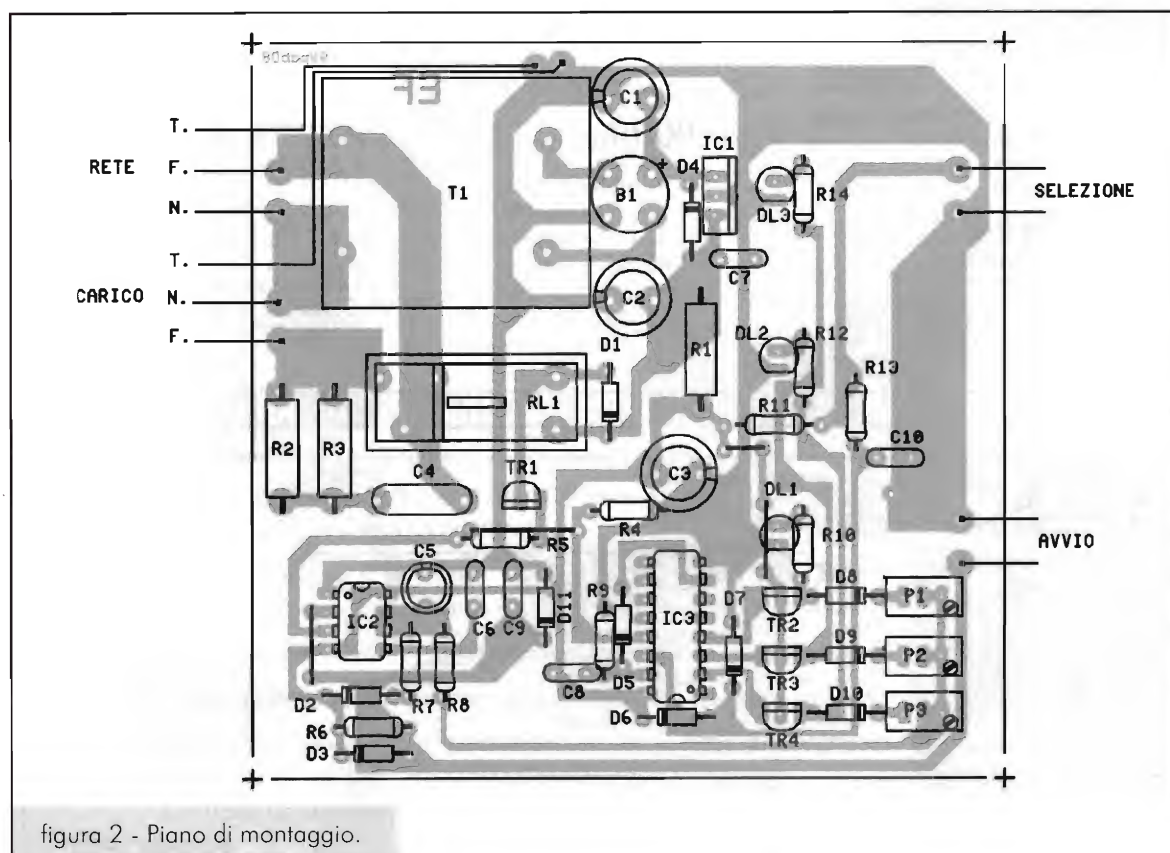 EF
C1
T.
IC1
D4
RETE F.
T1
B1
R14
SELEZIONE
DL3
N.
T.
C7
CARICO N.
C2
F.
D1
DL2
R12
R1
R13
RL1
R11
R2
R3
C4
TR1
C3
C10
DL1
R4
R10
R5
AVVIO
C5
D8
P1
IC2
C6
C9
D11
R9
IC3
D7
TR2
D9
P2
R7
R8
C8
D5
TR3
D2
D10
P3
D6
R6
TR4
D3
figura 2 - Piano di montaggio.